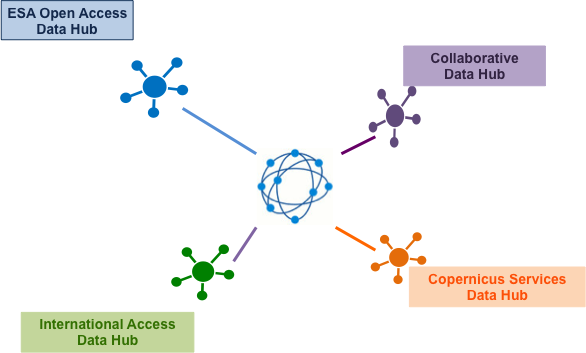 ESA Open Access
Data Hub
Collaborative
Data Hub
Copernicus Services
Data Hub
International Access
Data Hub